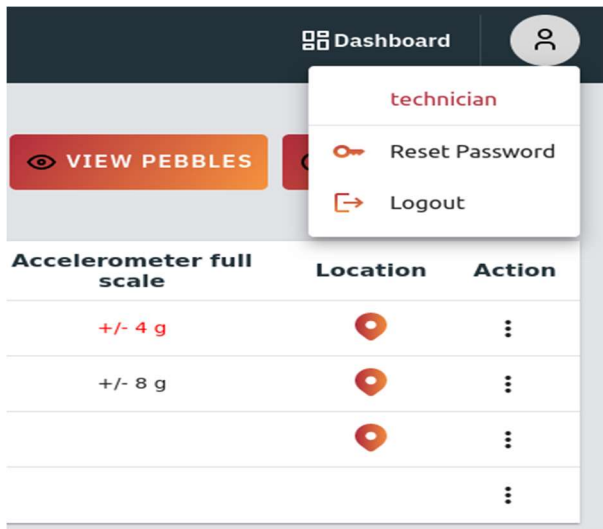 Dashboard
technician
Reset Password
Logout
VIEW PEBBLES
Accelerometer full
scale
Location
Action
+/- 4 g
+/- 8 g